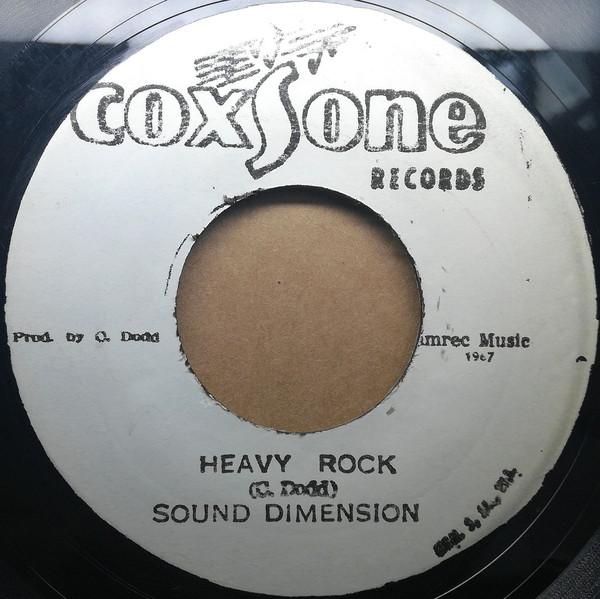 coxsone
RECORDS
Prod. by C. Dodd
amrec Music
1967
HEAVY ROCK
(C. Dodd)
SOUND DIMENSION